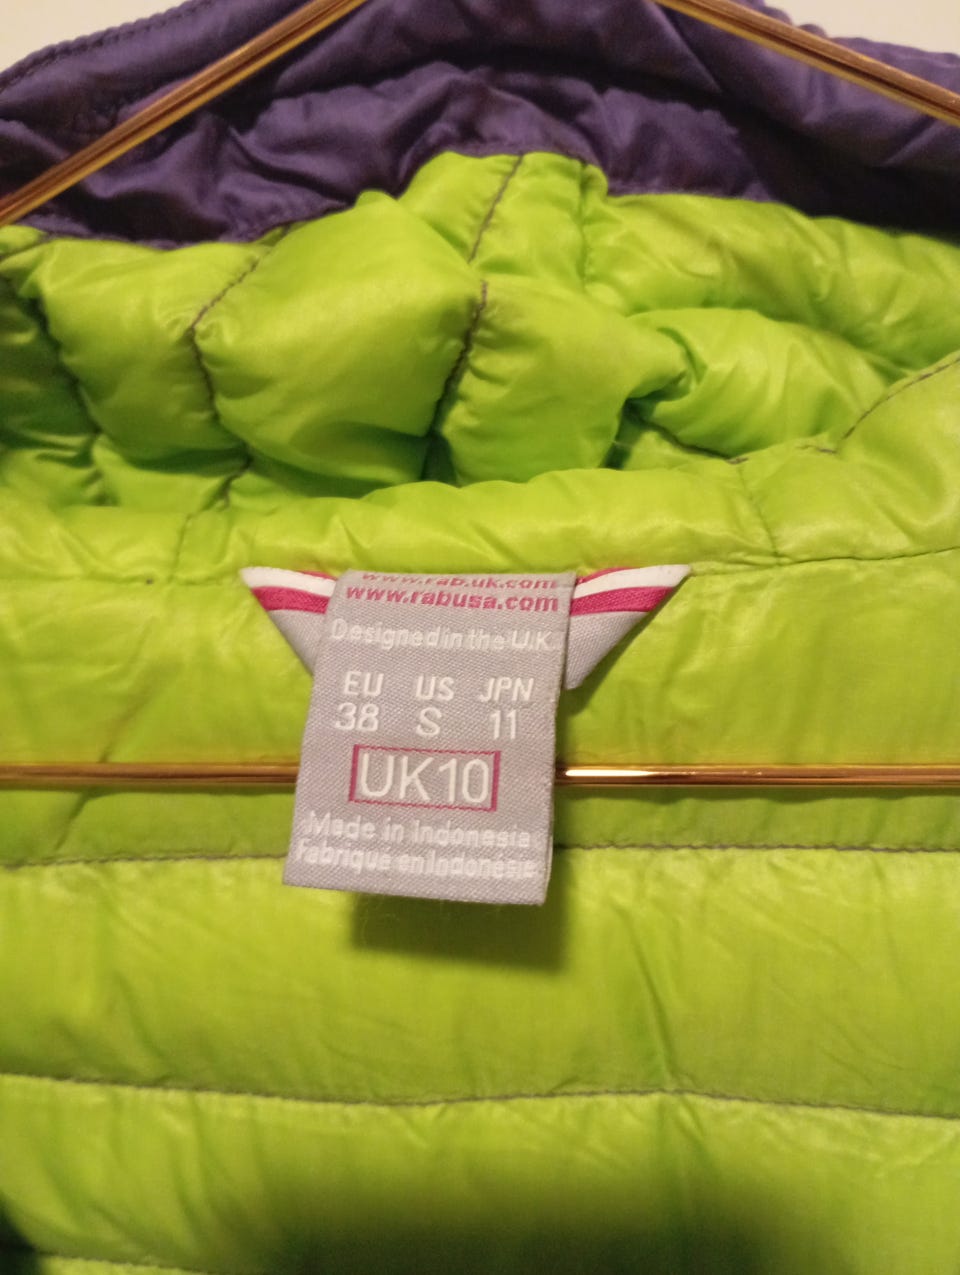 www.rab.uk.com
www.rabusa.com
Designed in the U.K.
EU US JPN
38 S 11
UK10
Made in Indonesia
Fabriqué en Indonesie